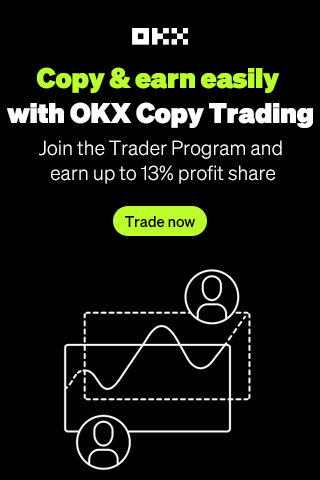 OKX
Copy & earn easily
with OKX Copy Trading
Join the Trader Program and
earn up to 13% profit share
Trade now